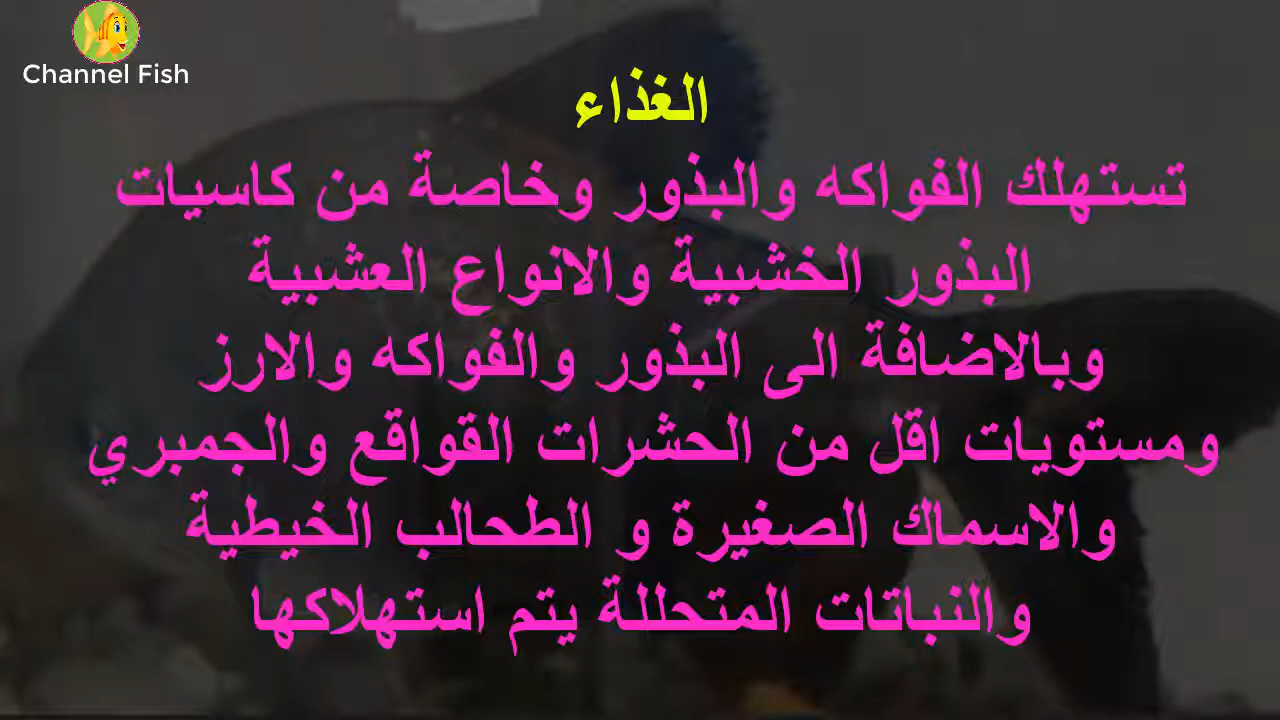 Channel Fish
الغذاء
تستهلك الفواكه والبذور وخاصة من كاسيات
البذور الخشبية والانواع العشبية
وبالاضافة الى البذور والفواكه والارز
ومستويات اقل من الحشرات القواقع والجمبري
والاسماك الصغيرة و الطحالب الخيطية
والنباتات المتحللة يتم استهلاكها